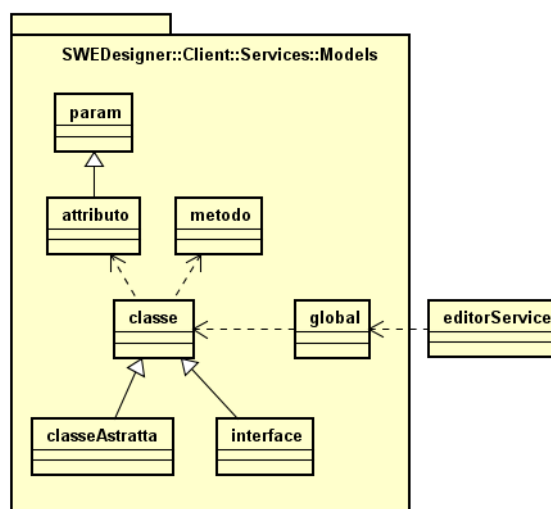 SWEDesigner::Client::Services::Models
param
attributo
metodo
classe
global
editorService
classeAstratta
interface